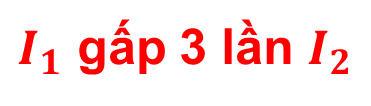 I₁ gấp 3 lần I₂